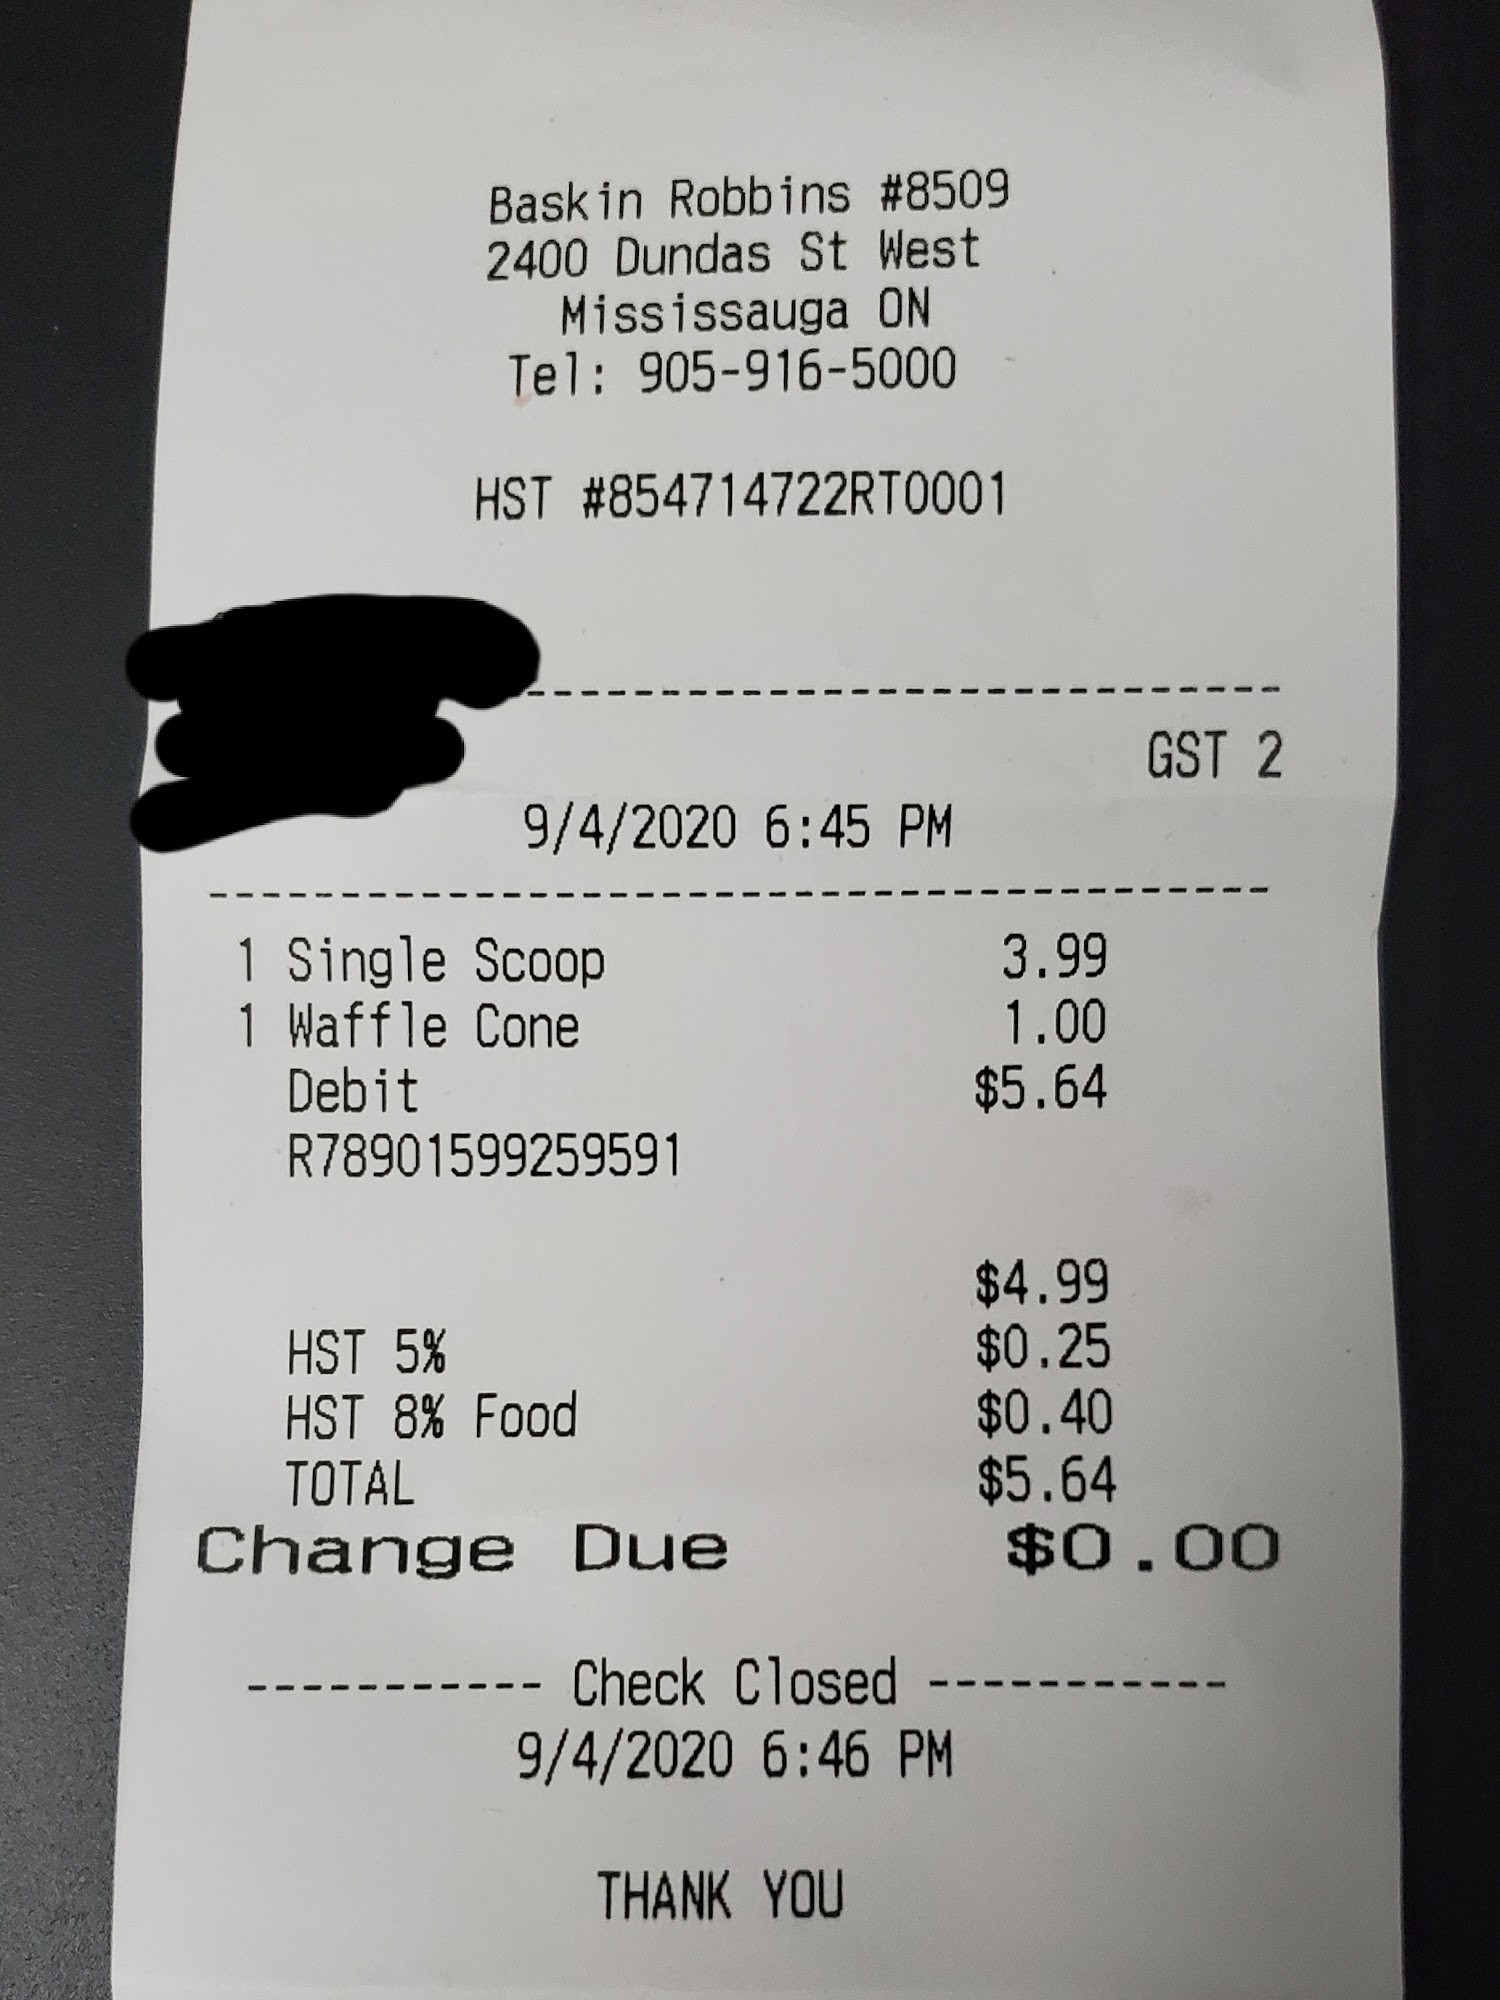 Baskin Robbins #8509
2400 Dundas St West
Mississauga ON
Tel: 905-916-5000
HST #854714722RT0001
----------------------------
GST 2
9/4/2020 6:45 PM
----------------------------------------
1 Single Scoop 3.99
1 Waffle Cone 1.00
Debit $5.64
R78901599259591
$4.99
HST 5% $0.25
HST 8% Food $0.40
TOTAL $5.64
Change Due $0.00
----------- Check Closed -----------
9/4/2020 6:46 PM
THANK YOU